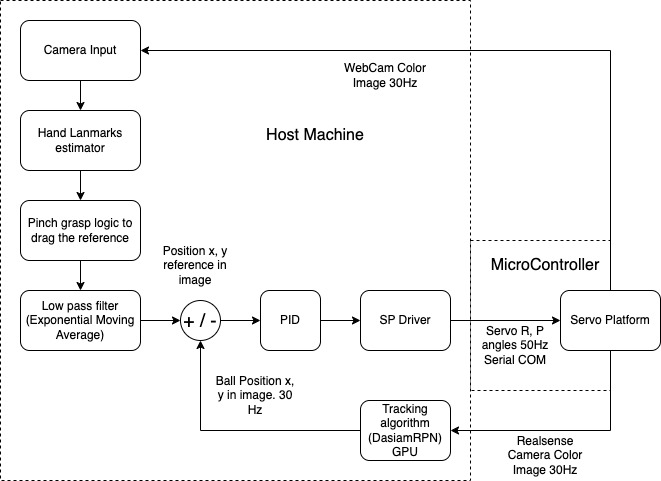 Camera Input
WebCam Color
Image 30Hz
Hand Lanmarks
estimator
Host Machine
Pinch grasp logic to
drag the reference
Position x, y
reference in
image
MicroController
Low pass filter
(Exponential Moving
Average)
+ / -
PID
SP Driver
Servo R, P
angles 50Hz
Serial COM
Servo Platform
Ball Position x,
y in image. 30
Hz
Tracking
algorithm
(DasiamRPN)
GPU
Realsense
Camera Color
Image 30Hz